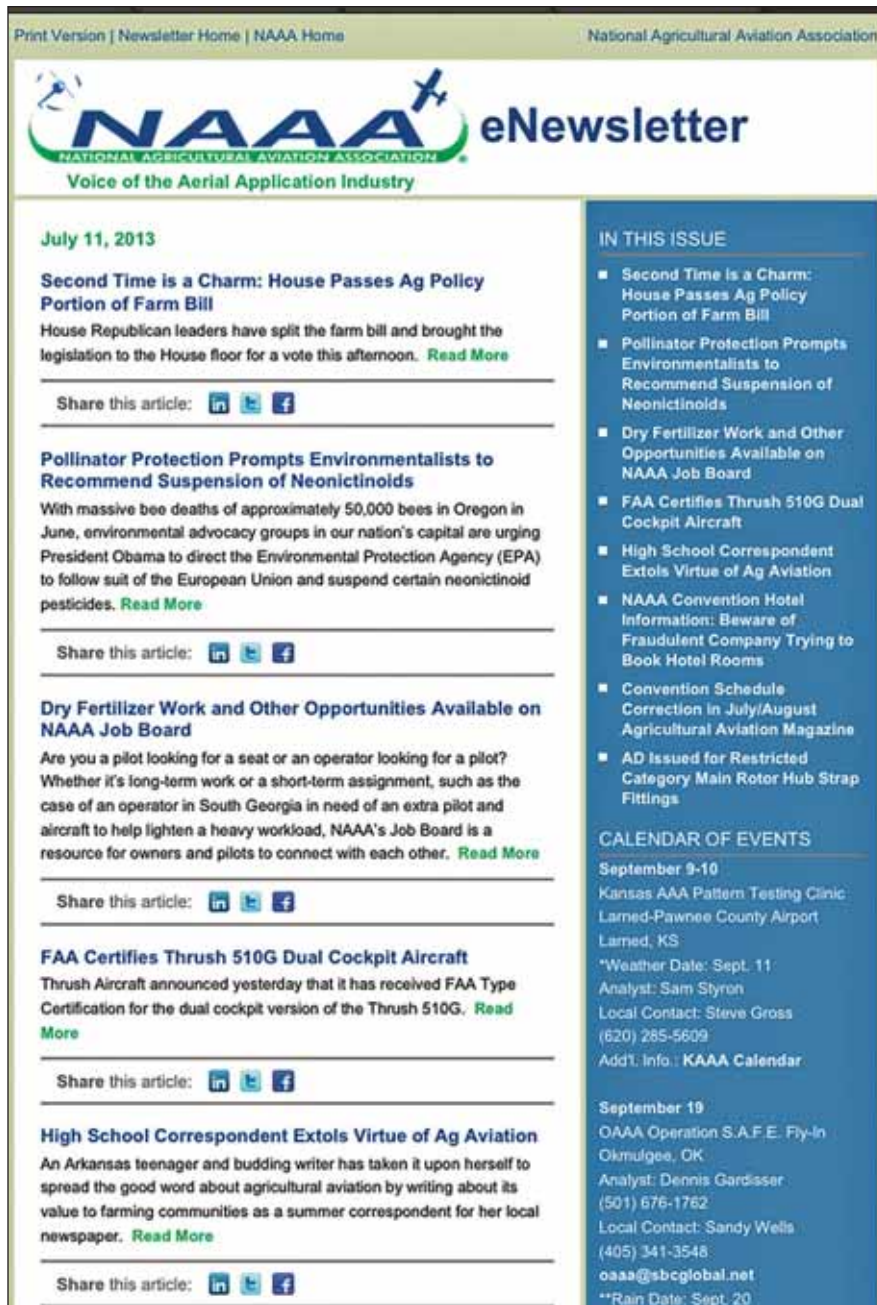 Print Version | Newsletter Home | NAAA Home
National Agricultural Aviation Association
NAAA
NATIONAL AGRICULTURAL AVIATION ASSOCIATION
Voice of the Aerial Application Industry
eNewsletter
July 11, 2013
Second Time is a Charm: House Passes Ag Policy
Portion of Farm Bill
House Republican leaders have split the farm bill and brought the
legislation to the House floor for a vote this afternoon. Read More
Share this article:
Pollinator Protection Prompts Environmentalists to
Recommend Suspension of Neonictinoids
With massive bee deaths of approximately 50,000 bees in Oregon in
June, environmental advocacy groups in our nation's capital are urging
President Obama to direct the Environmental Protection Agency (EPA)
to follow suit of the European Union and suspend certain neonictinoid
pesticides. Read More
Share this article:
Dry Fertilizer Work and Other Opportunities Available on
NAAA Job Board
Are you a pilot looking for a seat or an operator looking for a pilot?
Whether it's long-term work or a short-term assignment, such as the
case of an operator in South Georgia in need of an extra pilot and
aircraft to help lighten a heavy workload, NAAA's Job Board is a
resource for owners and pilots to connect with each other. Read More
Share this article:
FAA Certifies Thrush 510G Dual Cockpit Aircraft
Thrush Aircraft announced yesterday that it has received FAA Type
Certification for the dual cockpit version of the Thrush 510G. Read
More
Share this article:
High School Correspondent Extols Virtue of Ag Aviation
An Arkansas teenager and budding writer has taken it upon herself to
spread the good word about agricultural aviation by writing about its
value to farming communities as a summer correspondent for her local
newspaper. Read More
Share this article:
IN THIS ISSUE
Second Time is a Charm:
House Passes Ag Policy
Portion of Farm Bill
Pollinator Protection Prompts
Environmentalists to
Recommend Suspension of
Neonictinoids
Dry Fertilizer Work and Other
Opportunities Available on
NAAA Job Board
FAA Certifies Thrush 510G Dual
Cockpit Aircraft
High School Correspondent
Extols Virtue of Ag Aviation
NAAA Convention Hotel
Information: Beware of
Fraudulent Company Trying to
Book Hotel Rooms
Convention Schedule
Correction in July/August
Agricultural Aviation Magazine
AD Issued for Restricted
Category Main Rotor Hub Strap
Fittings
CALENDAR OF EVENTS
September 9-10
Kansas AAA Pattern Testing Clinic
Larned-Pawnee County Airport
Larned, KS
*Weather Date: Sept. 11
Analyst: Sam Styron
Local Contact: Steve Gross
(620) 285-5609
Add'l. Info.: KAAA Calendar
September 19
OAAA Operation S.A.F.E. Fly-In
Okmulgee, OK
Analyst: Dennis Gardisser
(501) 676-1762
Local Contact: Sandy Wells
(405) 341-3548
oaaa@sbcglobal.net
**Rain Date: Sept. 20